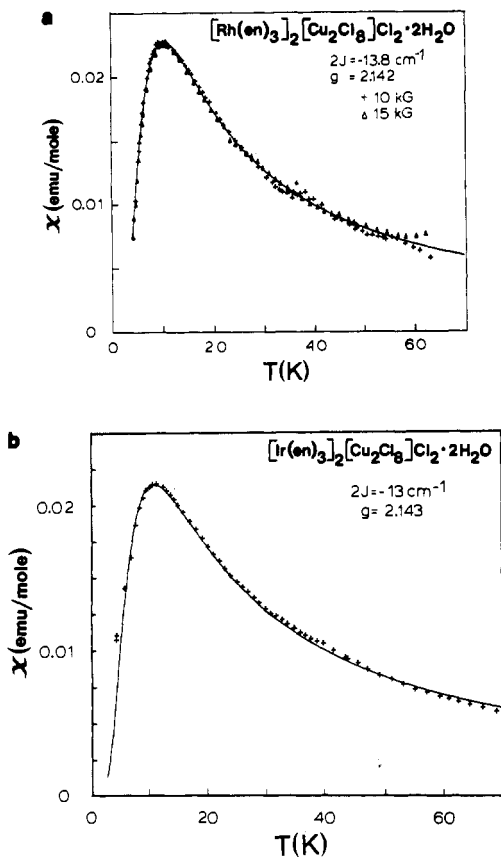 a
[Rh(en)₃]₂[Cu₂Cl₈]Cl₂·2H₂O
2J=-13.8 cm⁻¹
g = 2.142
+ 10 kG
▵ 15 kG
0.02
0.01
0
χ (emu/mole)
0 20 40 60
T(K)
b
[Ir(en)₃]₂[Cu₂Cl₈]Cl₂·2H₂O
2J=-13 cm⁻¹
g= 2.143
0.02
0.01
0
χ (emu/mole)
0 20 40 60
T(K)